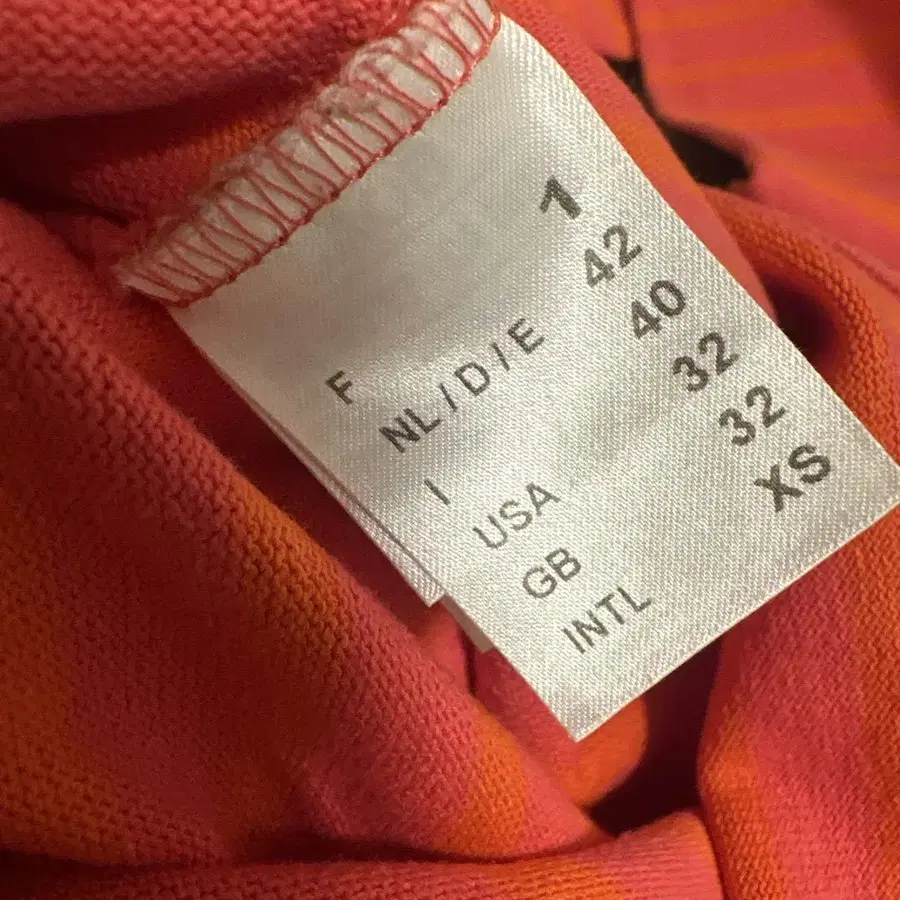 F 1
NL / D / E 42
I 40
USA 32
GB 32
INTL XS